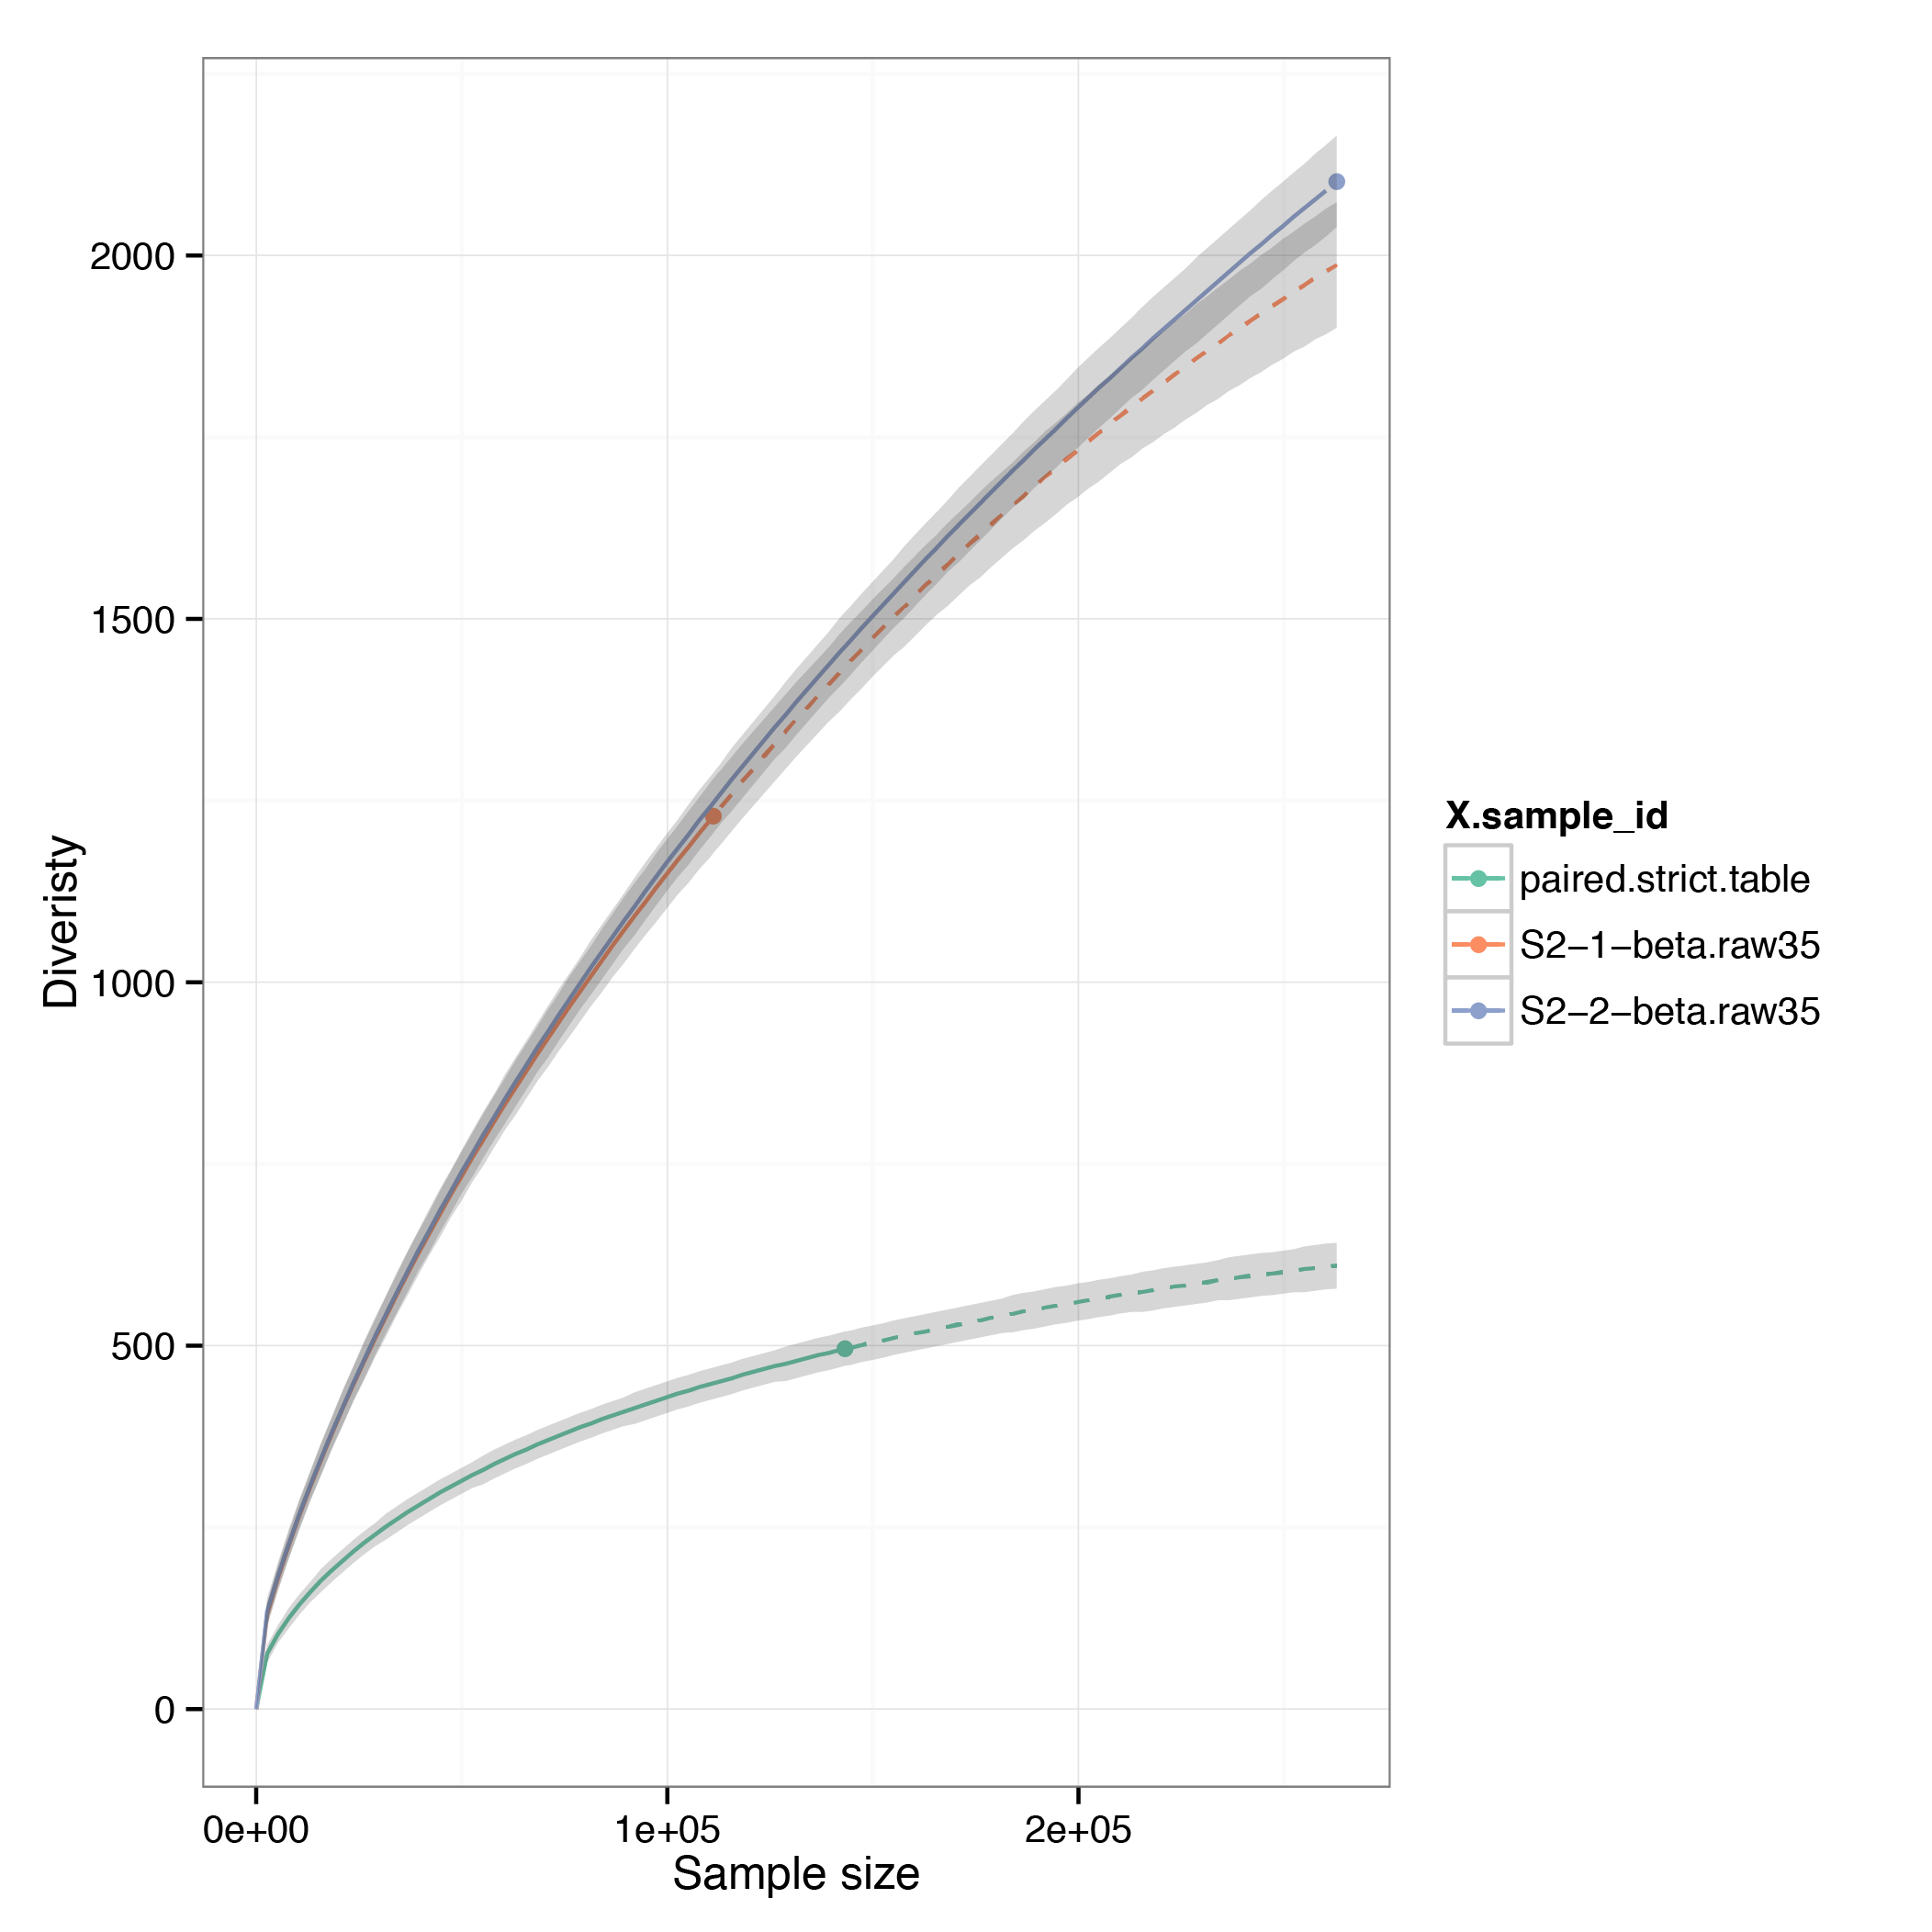 Diveristy
2000
1500
1000
500
0
0e+00
1e+05
2e+05
Sample size
X.sample_id
paired.strict.table
S2−1−beta.raw35
S2−2−beta.raw35